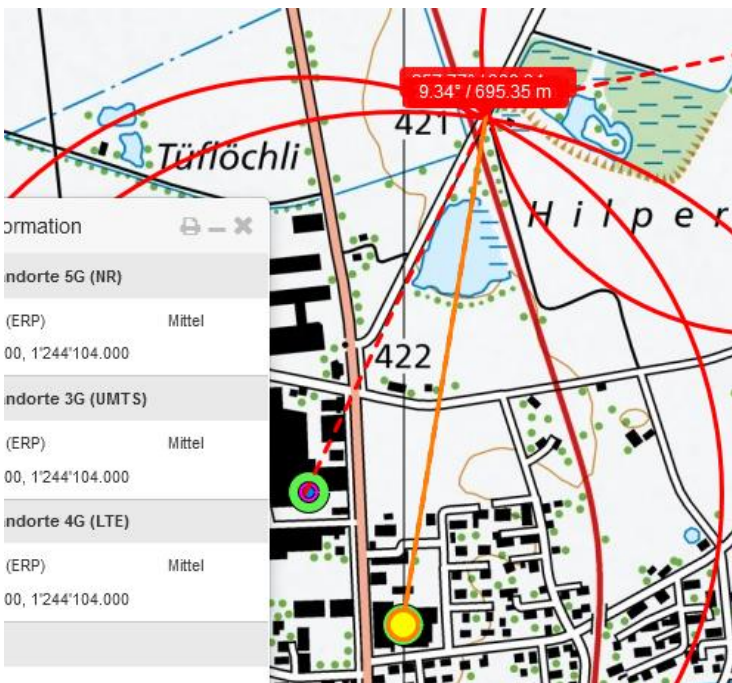 9.34° / 695.35 m
421
Tüflöchli
Hilper
ormation
ndorte 5G (NR)
(ERP) Mittel
00, 1'244'104.000
422
ndorte 3G (UMTS)
(ERP) Mittel
00, 1'244'104.000
ndorte 4G (LTE)
(ERP) Mittel
00, 1'244'104.000